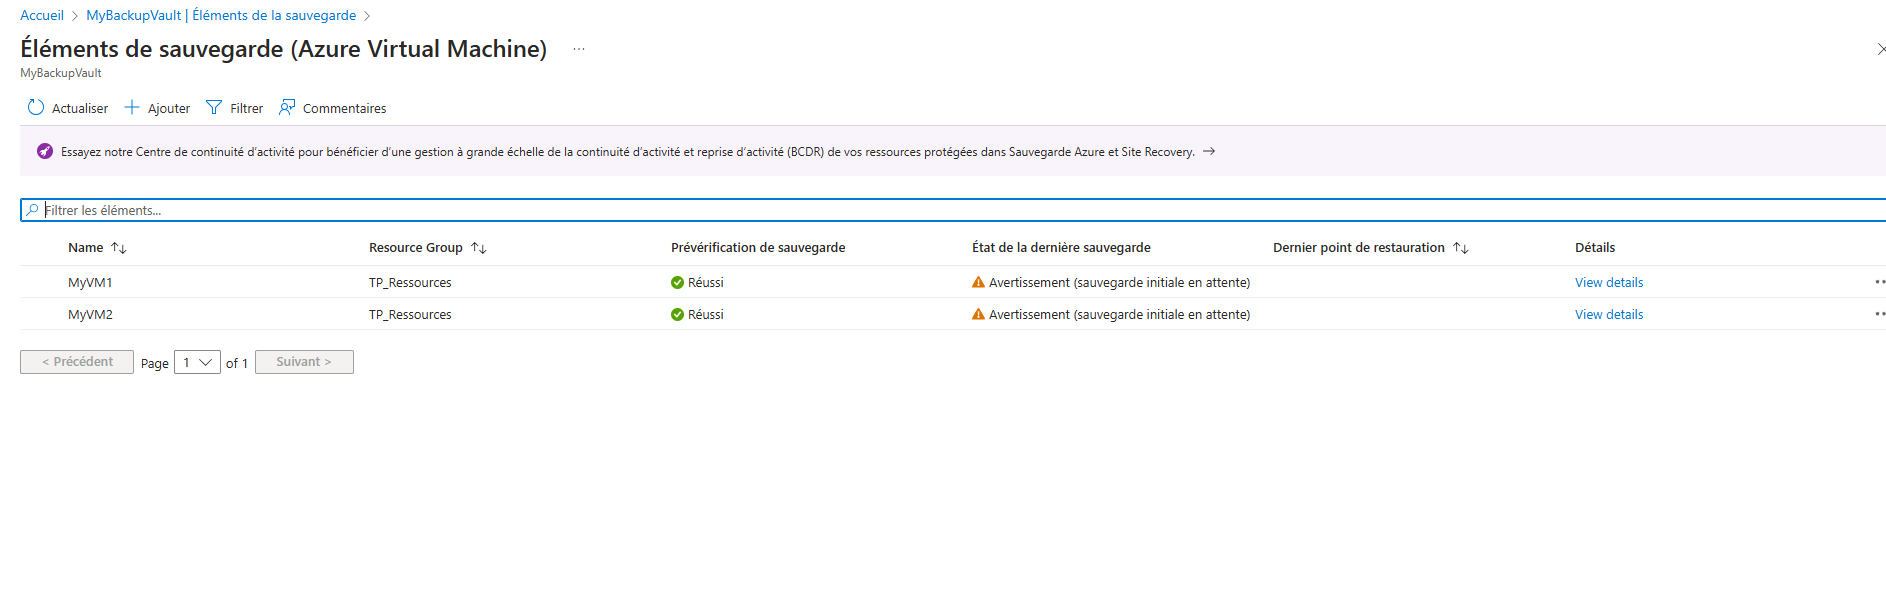 Accueil > MyBackupVault | Éléments de la sauvegarde >
Éléments de sauvegarde (Azure Virtual Machine) ...
MyBackupVault
Actualiser Ajouter Filtrer Commentaires
Essayez notre Centre de continuité d'activité pour bénéficier d'une gestion à grande échelle de la continuité d'activité et reprise d'activité (BCDR) de vos ressources protégées dans Sauvegarde Azure et Site Recovery. →
Filtrer les éléments...
Name ↑↓ Resource Group ↑↓ Prévérification de sauvegarde État de la dernière sauvegarde Dernier point de restauration ↑↓ Détails
MyVM1 TP_Ressources Réussi Avertissement (sauvegarde initiale en attente) View details
MyVM2 TP_Ressources Réussi Avertissement (sauvegarde initiale en attente) View details
< Précédent Page 1 of 1 Suivant >